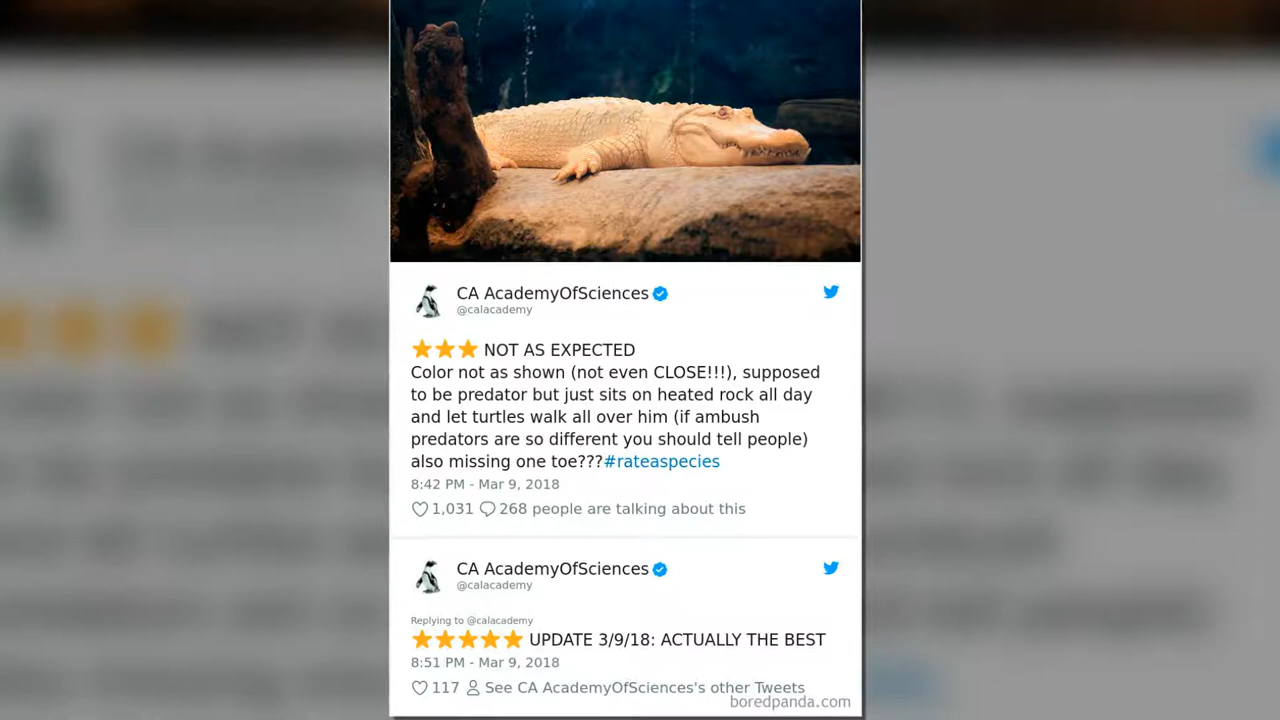 CA AcademyOfSciences
@calacademy
⭐⭐⭐ NOT AS EXPECTED
Color not as shown (not even CLOSE!!!), supposed
to be predator but just sits on heated rock all day
and let turtles walk all over him (if ambush
predators are so different you should tell people)
also missing one toe???#rateaspecies
8:42 PM - Mar 9, 2018
1,031 268 people are talking about this
CA AcademyOfSciences
@calacademy
Replying to @calacademy
⭐⭐⭐⭐⭐ UPDATE 3/9/18: ACTUALLY THE BEST
8:51 PM - Mar 9, 2018
117 See CA AcademyOfSciences's other Tweets
boredpanda.com